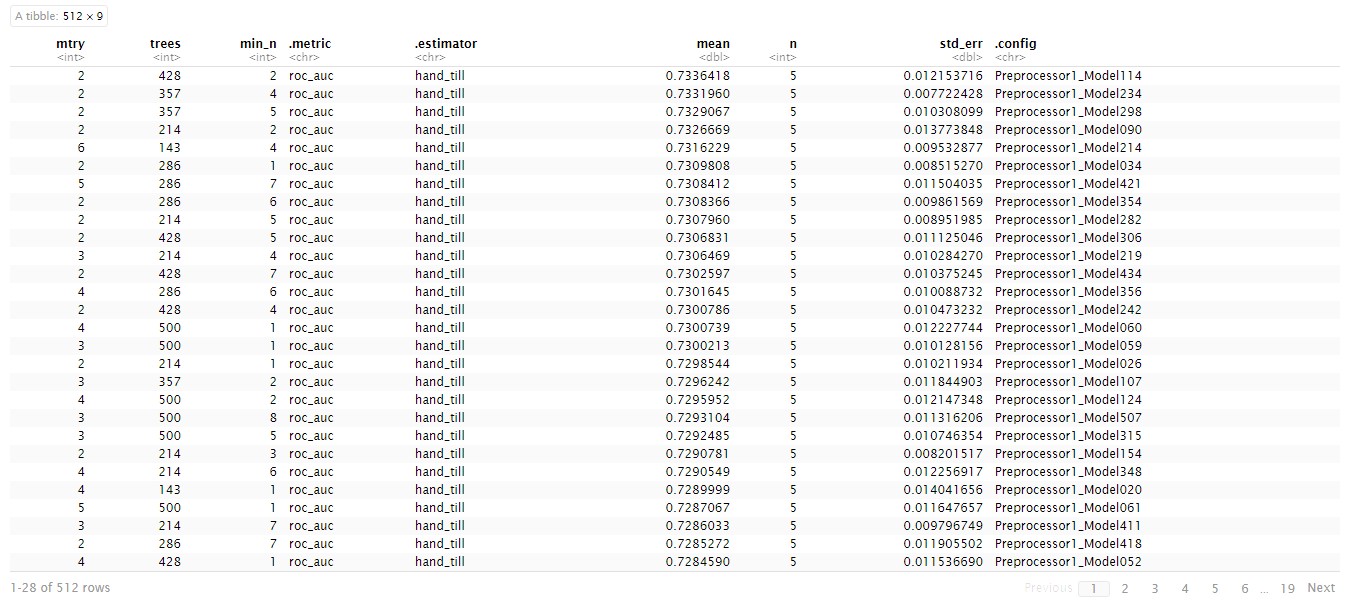 A tibble: 512 × 9
mtry trees min_n .metric .estimator mean n std_err .config
<int> <int> <int> <chr> <chr> <dbl> <int> <dbl> <chr>
2 428 2 roc_auc hand_till 0.7336418 5 0.012153716 Preprocessor1_Model114
2 357 4 roc_auc hand_till 0.7331960 5 0.007722428 Preprocessor1_Model234
2 357 5 roc_auc hand_till 0.7329067 5 0.010308099 Preprocessor1_Model298
2 214 2 roc_auc hand_till 0.7326669 5 0.013773848 Preprocessor1_Model090
6 143 4 roc_auc hand_till 0.7316229 5 0.009532877 Preprocessor1_Model214
2 286 1 roc_auc hand_till 0.7309808 5 0.008515270 Preprocessor1_Model034
5 286 7 roc_auc hand_till 0.7308412 5 0.011504035 Preprocessor1_Model421
2 286 6 roc_auc hand_till 0.7308366 5 0.009861569 Preprocessor1_Model354
2 214 5 roc_auc hand_till 0.7307960 5 0.008951985 Preprocessor1_Model282
2 428 5 roc_auc hand_till 0.7306831 5 0.011125046 Preprocessor1_Model306
3 214 4 roc_auc hand_till 0.7306469 5 0.010284270 Preprocessor1_Model219
2 428 7 roc_auc hand_till 0.7302597 5 0.010375245 Preprocessor1_Model434
4 286 6 roc_auc hand_till 0.7301645 5 0.010088732 Preprocessor1_Model356
2 428 4 roc_auc hand_till 0.7300786 5 0.010473232 Preprocessor1_Model242
4 500 1 roc_auc hand_till 0.7300739 5 0.012227744 Preprocessor1_Model060
3 500 1 roc_auc hand_till 0.7300213 5 0.010128156 Preprocessor1_Model059
2 214 1 roc_auc hand_till 0.7298544 5 0.010211934 Preprocessor1_Model026
3 357 2 roc_auc hand_till 0.7296242 5 0.011844903 Preprocessor1_Model107
4 500 2 roc_auc hand_till 0.7295952 5 0.012147348 Preprocessor1_Model124
3 500 8 roc_auc hand_till 0.7293104 5 0.011316206 Preprocessor1_Model507
3 500 5 roc_auc hand_till 0.7292485 5 0.010746354 Preprocessor1_Model315
2 214 3 roc_auc hand_till 0.7290781 5 0.008201517 Preprocessor1_Model154
4 214 6 roc_auc hand_till 0.7290549 5 0.012256917 Preprocessor1_Model348
4 143 1 roc_auc hand_till 0.7289999 5 0.014041656 Preprocessor1_Model020
5 500 1 roc_auc hand_till 0.7287067 5 0.011647657 Preprocessor1_Model061
3 214 7 roc_auc hand_till 0.7286033 5 0.009796749 Preprocessor1_Model411
2 286 7 roc_auc hand_till 0.7285272 5 0.011905502 Preprocessor1_Model418
4 428 1 roc_auc hand_till 0.7284590 5 0.011536690 Preprocessor1_Model052
1-28 of 512 rows Previous 1 2 3 4 5 6 ... 19 Next